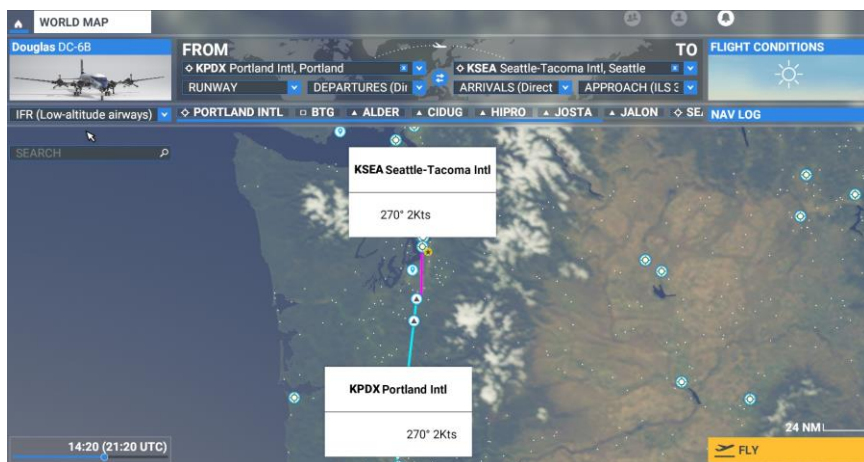 WORLD MAP
Douglas DC-6B
FROM
TO
FLIGHT CONDITIONS
KPDX Portland Intl, Portland
KSEA Seattle-Tacoma Intl, Seattle
RUNWAY
DEPARTURES (Dir
ARRIVALS (Direct
APPROACH (ILS 3
IFR (Low-altitude airways)
PORTLAND INTL
BTG
ALDER
CIDUG
HIPRO
JOSTA
JALON
SEA
NAV LOG
SEARCH
KSEA Seattle-Tacoma Intl
270° 2Kts
KPDX Portland Intl
270° 2Kts
24 NM
14:20 (21:20 UTC)
FLY